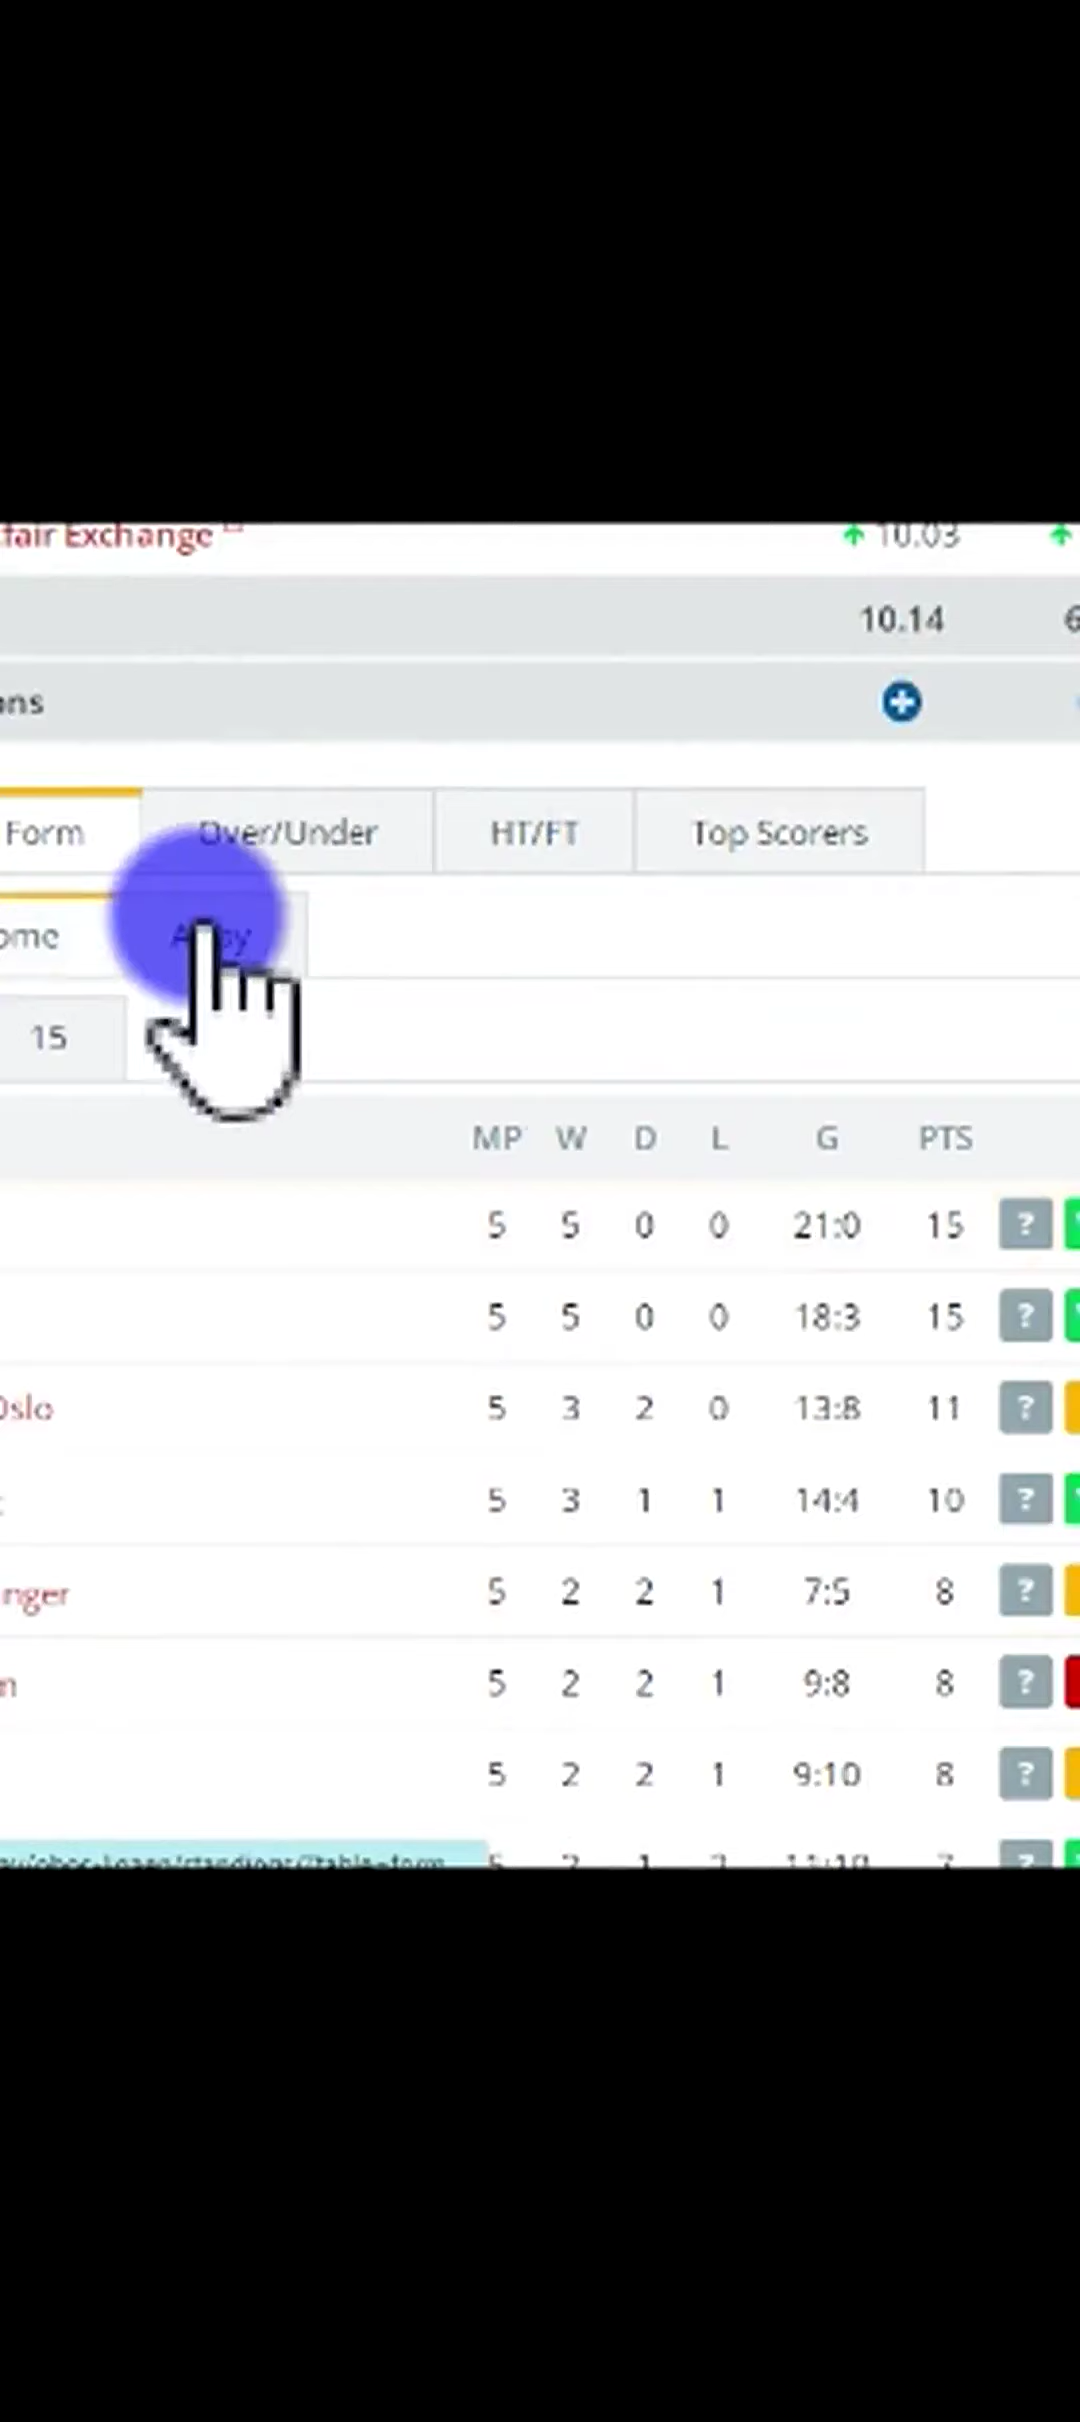 fair Exchange 10.03
10.14 6
ons
Form Over/Under HT/FT Top Scorers
ome
15
MP W D L G PTS
5 5 0 0 21:0 15 ?
5 5 0 0 18:3 15 ?
Oslo 5 3 2 0 13:8 11 ?
5 3 1 1 14:4 10 ?
nger 5 2 2 1 7:5 8 ?
n 5 2 2 1 9:8 8 ?
5 2 2 1 9:10 8 ?